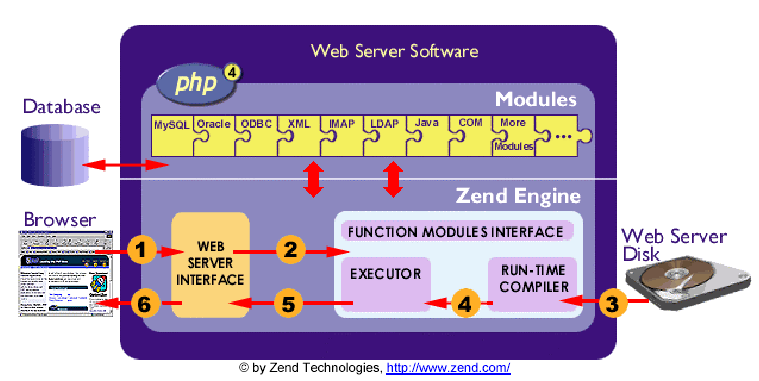 Web Server Software
php 4
Modules
Database
MySQL Oracle ODBC XML IMAP LDAP Java COM More Modules ...
Zend Engine
Browser
1
WEB
SERVER
INTERFACE
2
FUNCTION MODULES INTERFACE
EXECUTOR
RUN-TIME
COMPILER
Web Server
Disk
6
5
4
3
© by Zend Technologies, http://www.zend.com/